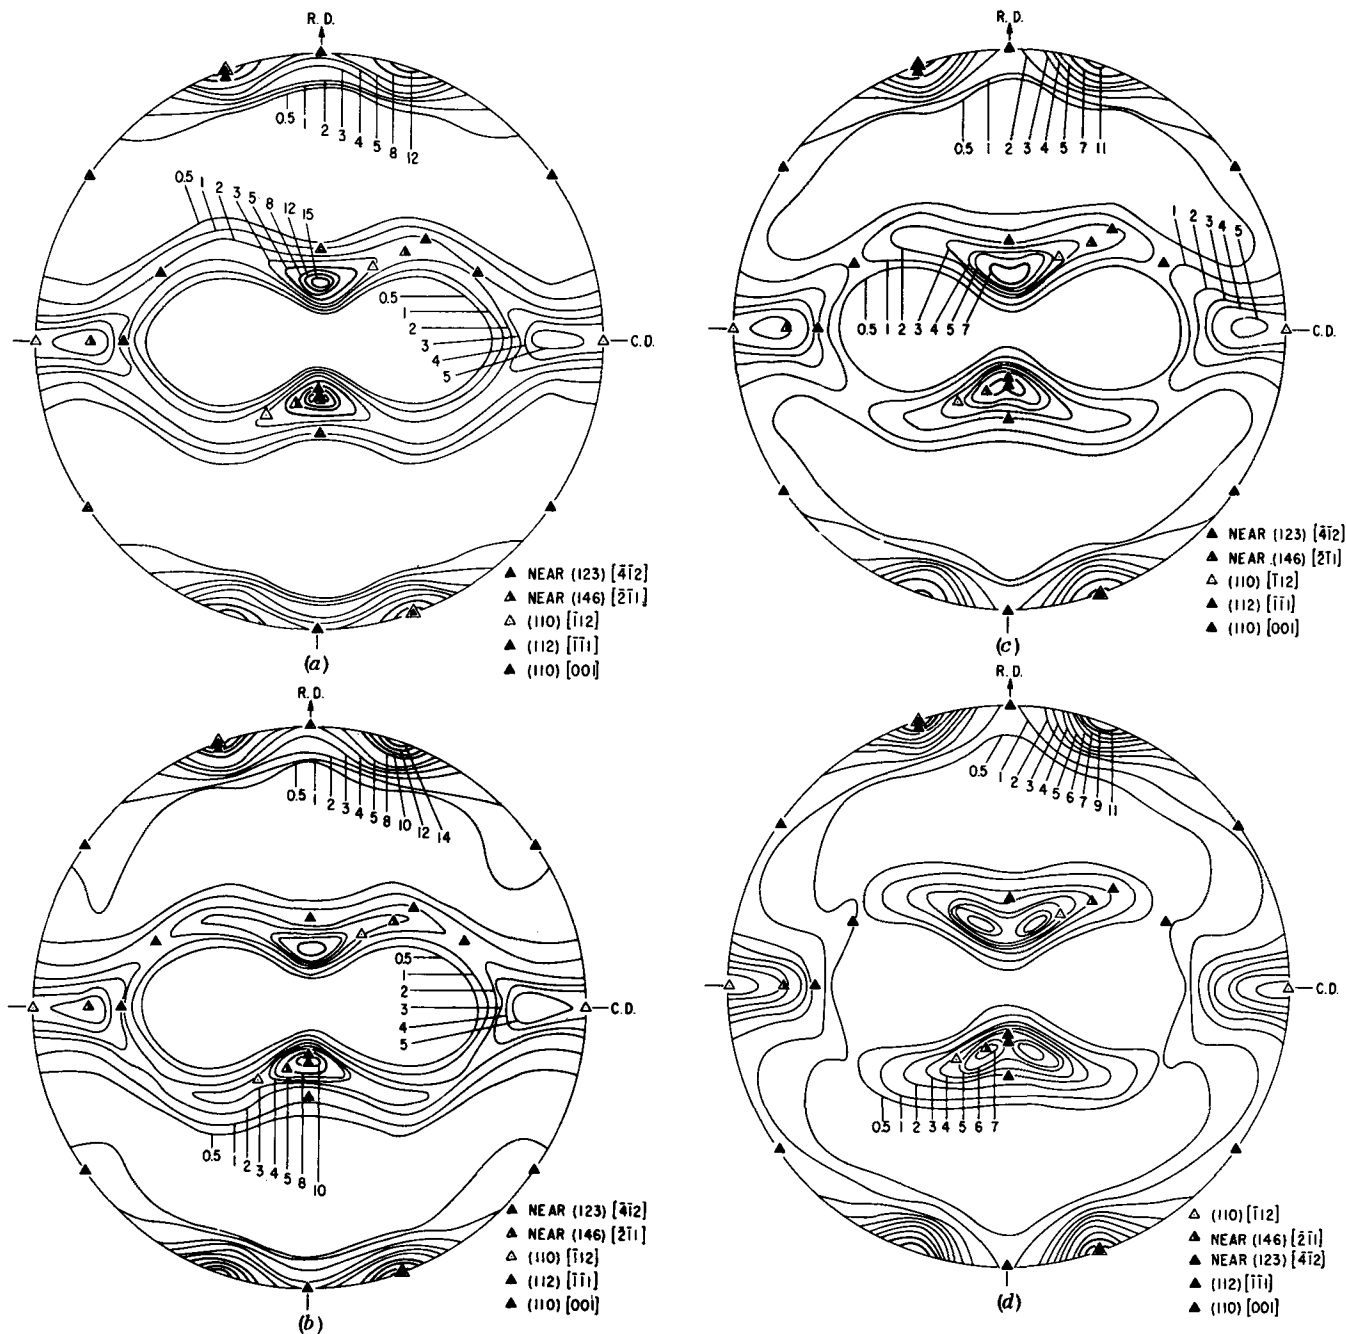 R. D.
0.5 1 2 3 4 5 8 12
0.5 1 2 3 5 8 12 15
0.5
1
2
3
4
5
C.D.
▲ NEAR (123) [4̄1̄2]
NEAR (146) [2̄1̄1]
△ (110) [1̄12]
▲ (112) [1̄1̄1]
▲ (110) [001]
(a)
R. D.
0.5 1 2 3 4 5 7 11
1 2 3 4 5
0.5 1 2 3 4 5 7
C.D.
▲ NEAR (123) [4̄1̄2]
NEAR (146) [2̄1̄1]
△ (110) [1̄12]
▲ (112) [1̄1̄1]
▲ (110) [001]
(c)
R. D.
0.5 1 2 3 4 5 8 10 12 14
0.5
1
2
3
4
5
C.D.
0.5 1 2 3 4 5 8 10
▲ NEAR (123) [4̄1̄2]
NEAR (146) [2̄1̄1]
△ (110) [1̄12]
▲ (112) [1̄1̄1]
▲ (110) [001]
(b)
R. D.
0.5 1 2 3 4 5 6 7 9 11
C.D.
0.5 1 2 3 4 5 6 7
△ (110) [1̄12]
NEAR (146) [2̄1̄1]
▲ NEAR (123) [4̄1̄2]
▲ (112) [1̄1̄1]
▲ (110) [001]
(d)